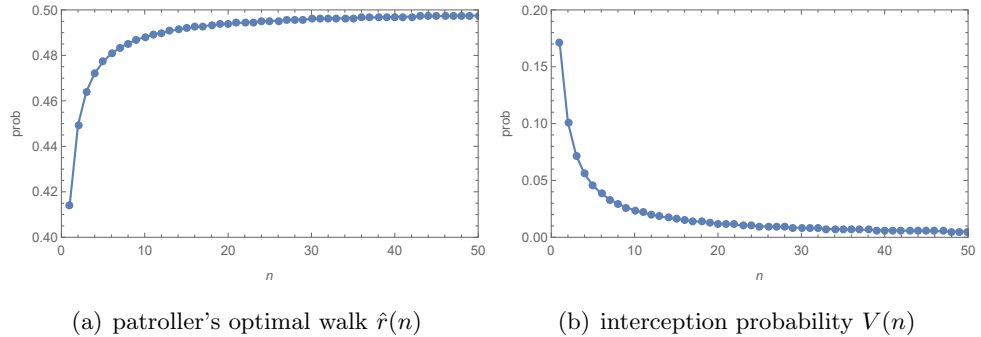 0.50
0.48
0.46
0.44
0.42
0.40
prob
0 10 20 30 40 50
n
0.20
0.15
0.10
0.05
0.00
prob
0 10 20 30 40 50
n
(a) patroller's optimal walk r̂(n)
(b) interception probability V(n)